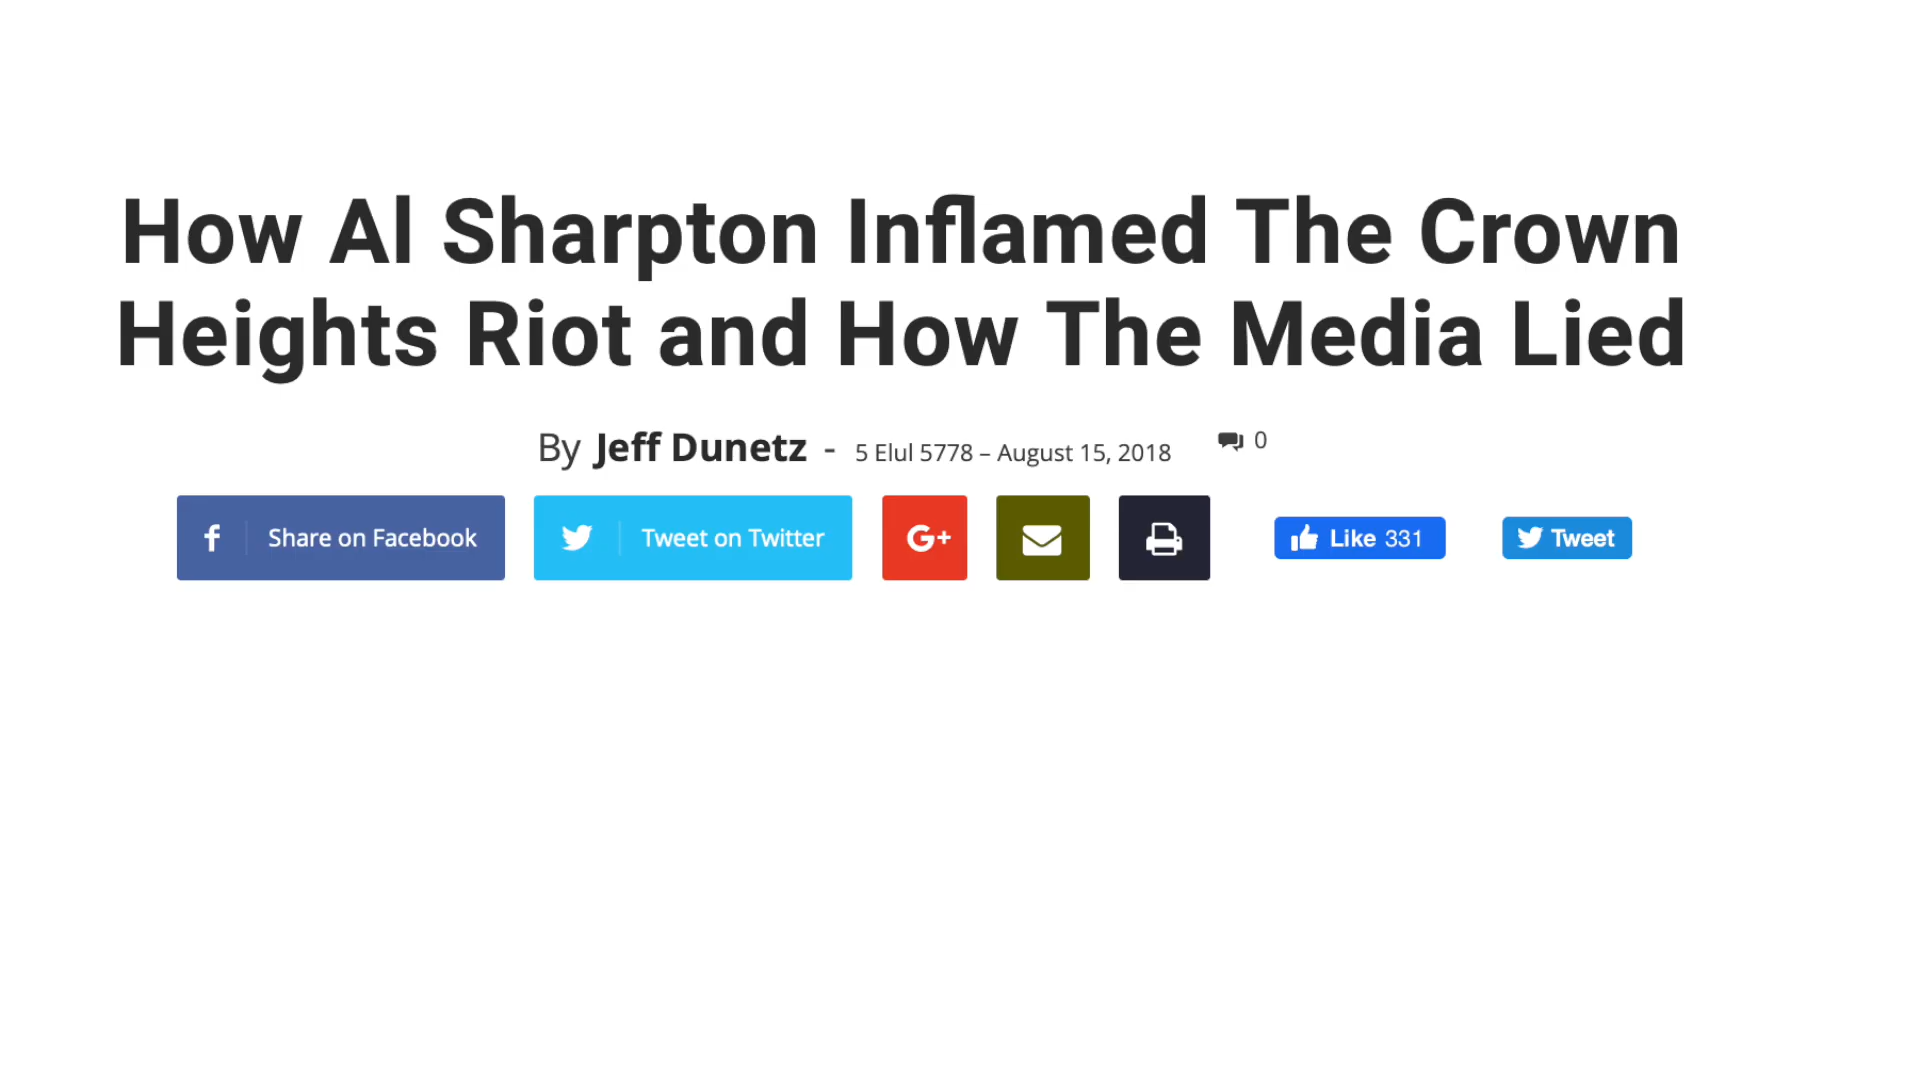 How Al Sharpton Inflamed The Crown
Heights Riot and How The Media Lied
By Jeff Dunetz - 5 Elul 5778 – August 15, 2018 0
f Share on Facebook Tweet on Twitter G+ Like 331 Tweet